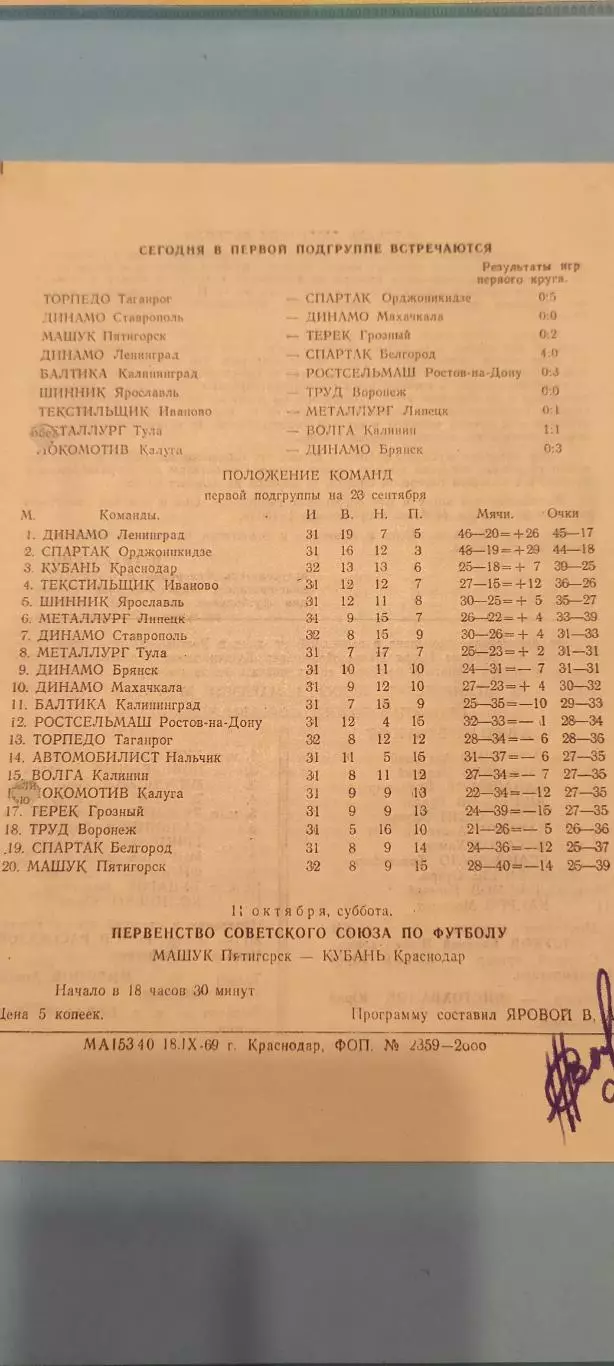 СЕГОДНЯ В ПЕРВОЙ ПОДГРУППЕ ВСТРЕЧАЮТСЯ
Результаты игр
первого круга.
ТОРПЕДО Таганрог — СПАРТАК Орджоникидзе 0:5
ДИНАМО Ставрополь — ДИНАМО Махачкала 0:0
МАШУК Пятигорск — ТЕРЕК Грозный 0:2
ДИНАМО Ленинград — СПАРТАК Белгород 4:0
БАЛТИКА Калининград — РОСТСЕЛЬМАШ Ростов-на-Дону 0:3
ШИННИК Ярославль — ТРУД Воронеж 0:0
ТЕКСТИЛЬЩИК Иваново — МЕТАЛЛУРГ Липецк 0:1
ТАЛЛУРГ Тула — ВОЛГА Калинин 1:1
ЛОКОМОТИВ Калуга — ДИНАМО Брянск 0:3
ПОЛОЖЕНИЕ КОМАНД
первой подгруппы на 23 сентября
М. Команды. И В. Н. П. Мячи. Очки
1. ДИНАМО Ленинград 31 19 7 5 46—20=+26 45—17
2. СПАРТАК Орджоникидзе 31 16 12 3 48—19=+29 44—18
3. КУБАНЬ Краснодар 32 13 13 6 25—18=+ 7 39—25
4. ТЕКСТИЛЬЩИК Иваново 31 12 12 7 27—15=+12 36—26
5. ШИННИК Ярославль 31 12 11 8 30—25=+ 5 35—27
6. МЕТАЛЛУРГ Липецк 31 9 15 7 26—22=+ 4 33—39
7. ДИНАМО Ставрополь 32 8 15 9 30—26=+ 4 31—33
8. МЕТАЛЛУРГ Тула 31 7 17 7 25—23=+ 2 31—31
9. ДИНАМО Брянск 31 10 11 10 24—31=— 7 31—31
10. ДИНАМО Махачкала 31 9 12 10 27—23=+ 4 30—32
11. БАЛТИКА Калининград 31 7 15 9 25—35=—10 29—33
12. РОСТСЕЛЬМАШ Ростов-на-Дону 31 12 4 15 32—33=— 1 28—34
13. ТОРПЕДО Таганрог 32 8 12 12 28—34=— 6 28—36
14. АВТОМОБИЛИСТ Нальчик 31 11 5 15 31—37=— 6 27—35
15. ВОЛГА Калинин 31 8 11 12 27—34=— 7 27—35
ЛОКОМОТИВ Калуга 31 9 9 13 22—34=—12 27—35
17. ТЕРЕК Грозный 31 9 9 13 24—39=—15 27—35
18. ТРУД Воронеж 31 5 16 10 21—26=— 5 26—36
19. СПАРТАК Белгород 31 8 9 14 24—36=—12 25—37
20. МАШУК Пятигорск 32 8 9 15 28—40=—14 25—39
11 октября, суббота.
ПЕРВЕНСТВО СОВЕТСКОГО СОЮЗА ПО ФУТБОЛУ
МАШУК Пятигорск — КУБАНЬ Краснодар
Начало в 18 часов 30 минут
Цена 5 копеек. Программу составил ЯРОВОЙ В.
МА15340 18.IX-69 г. Краснодар, ФОП. № 2359—2000